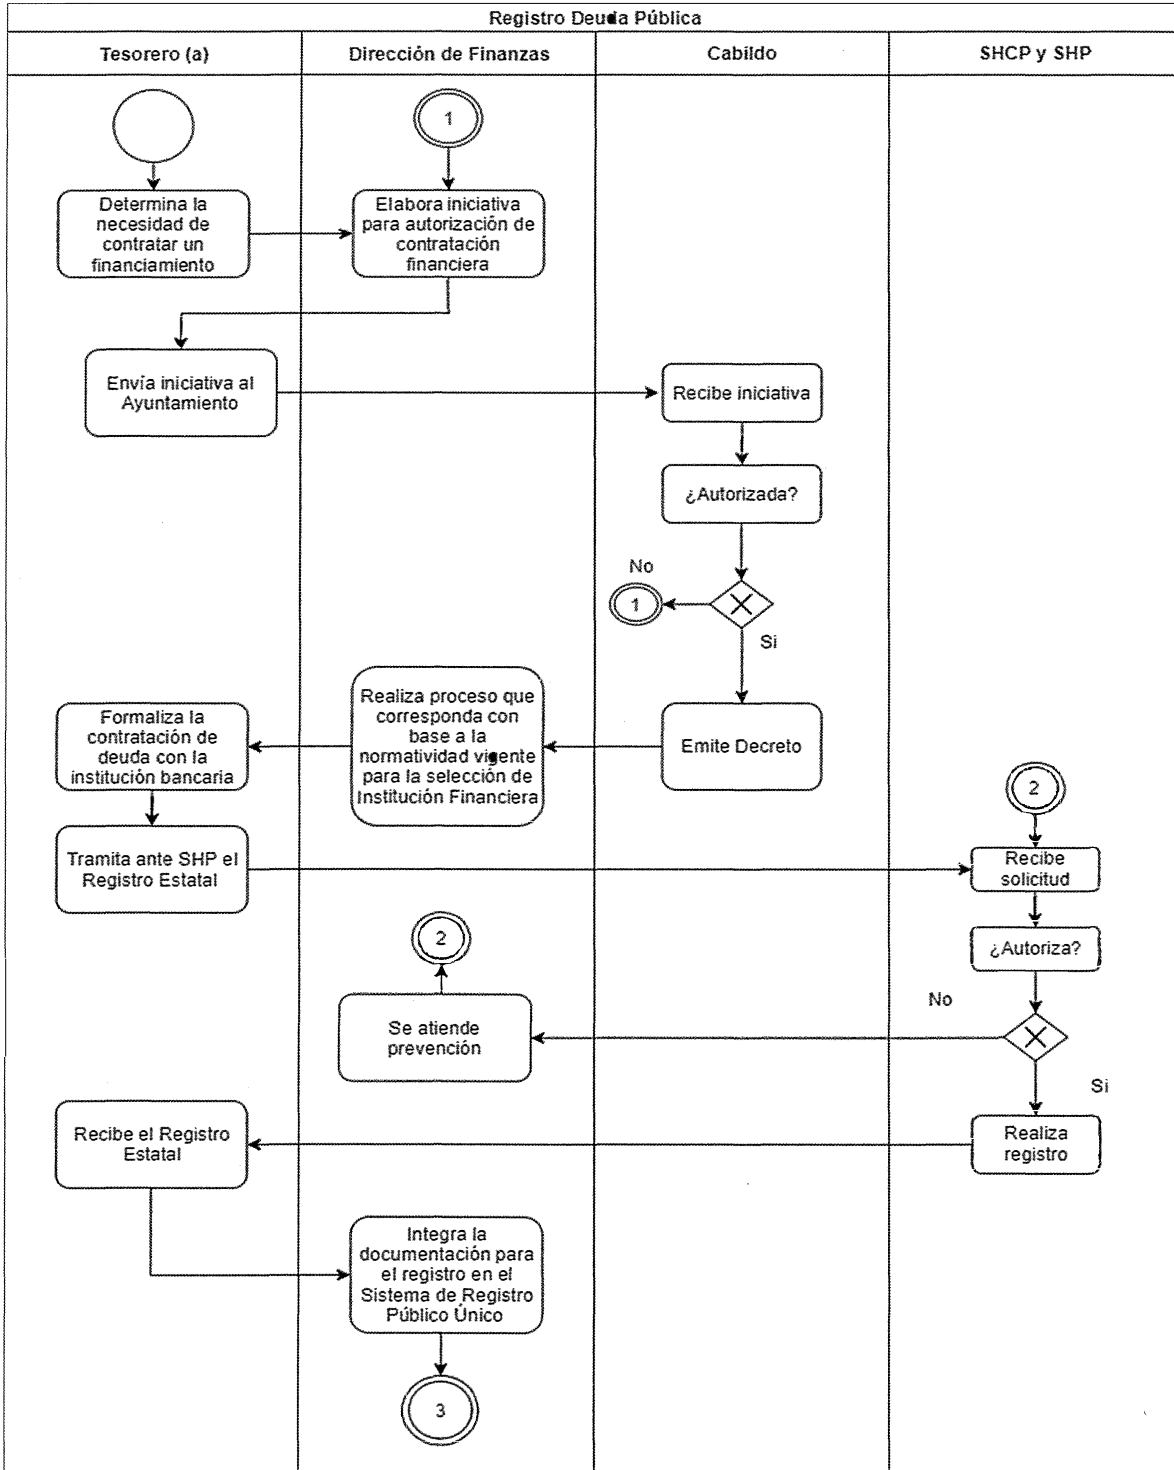 Registro Deuda Pública
Tesorero (a)
Dirección de Finanzas
Cabildo
SHCP y SHP
1
Determina la
necesidad de
contratar un
financiamiento
Elabora iniciativa
para autorización de
contratación
financiera
Envía iniciativa al
Ayuntamiento
Recibe iniciativa
¿Autorizada?
No
1
Si
Emite Decreto
Realiza proceso que
corresponda con
base a la
normatividad vigente
para la selección de
Institución Financiera
Formaliza la
contratación de
deuda con la
institución bancaria
Tramita ante SHP el
Registro Estatal
2
Recibe
solicitud
¿Autoriza?
No
Si
2
Se atiende
prevención
Realiza
registro
Recibe el Registro
Estatal
Integra la
documentación para
el registro en el
Sistema de Registro
Público Único
3